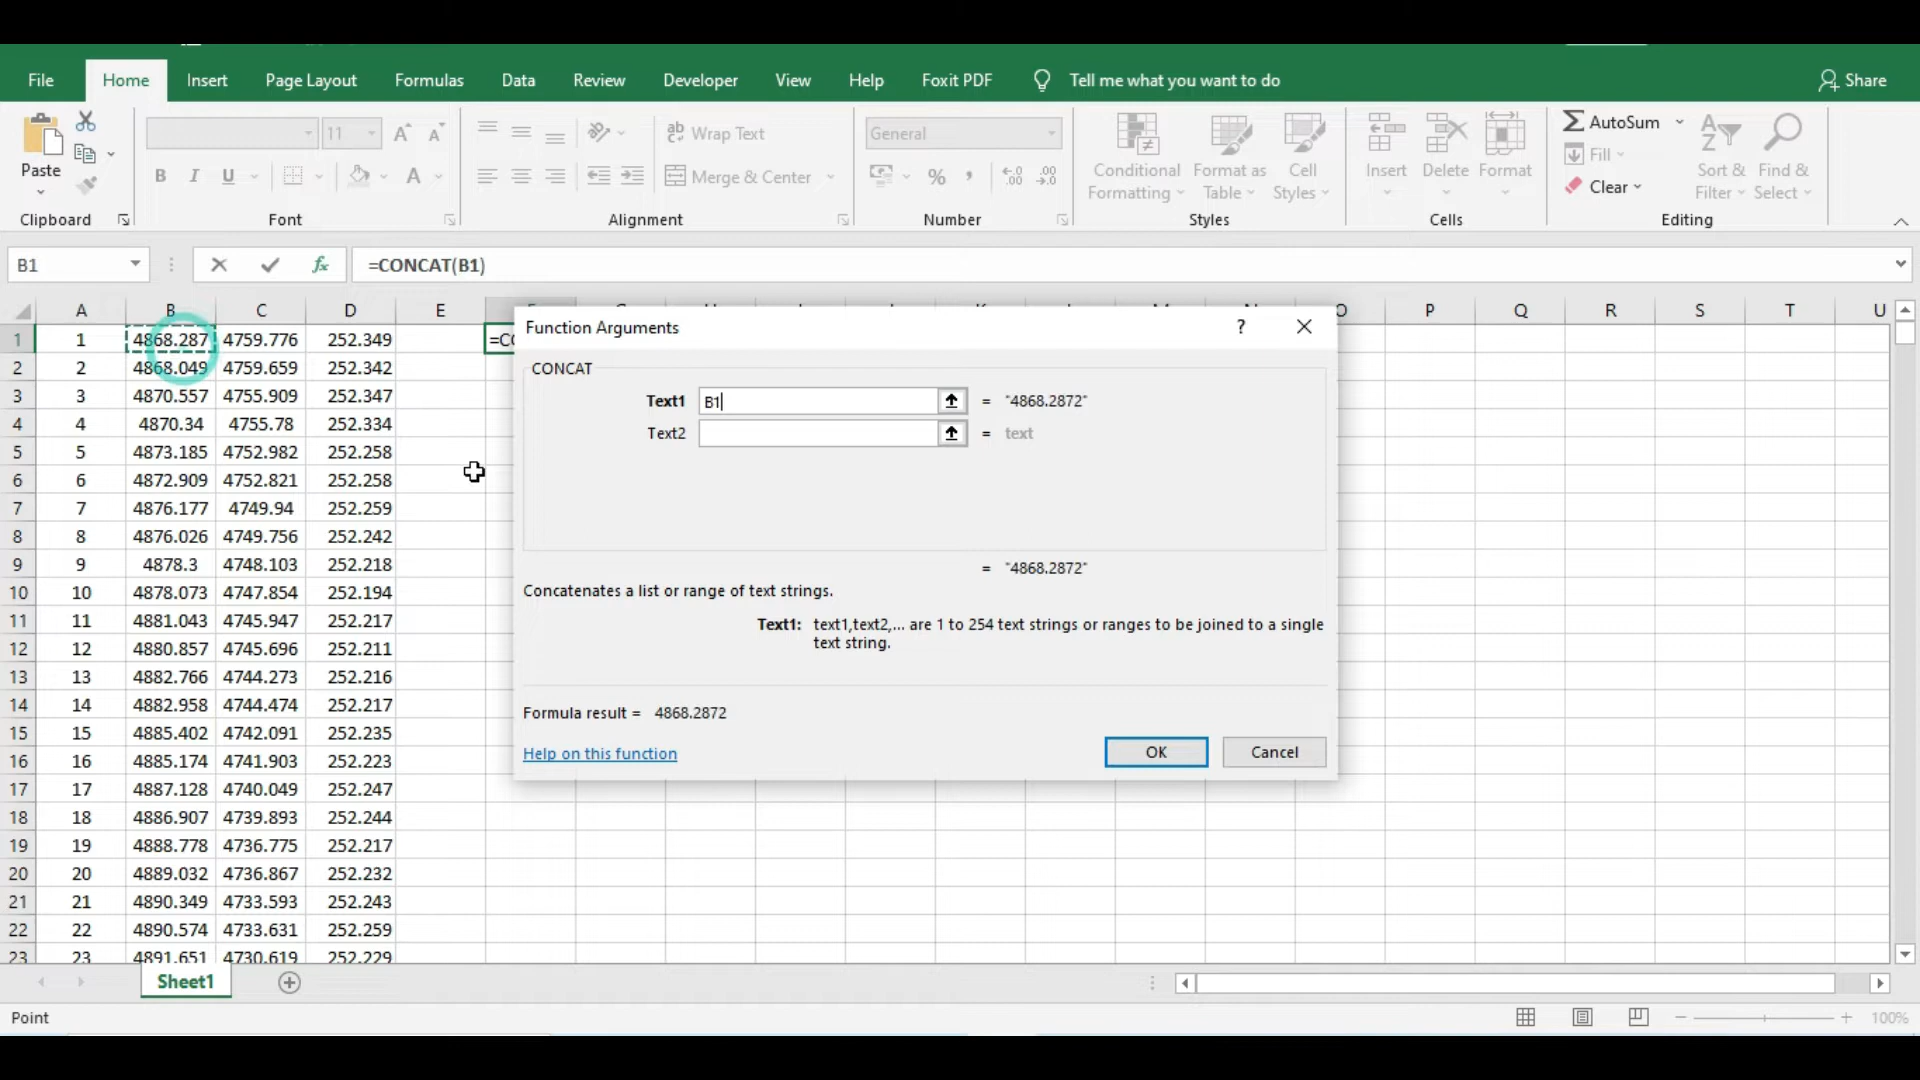 File Home Insert Page Layout Formulas Data Review Developer View Help Foxit PDF Tell me what you want to do Share
Paste
Clipboard
11
B I U A
Font
Wrap Text
Merge & Center
Alignment
General
% ,
Number
Conditional Formatting
Format as Table
Cell Styles
Styles
Insert Delete Format
Cells
AutoSum
Fill
Clear
Sort & Filter
Find & Select
Editing
B1 fx =CONCAT(B1)
A B C D E O P Q R S T U
1 1 4868.287 4759.776 252.349
2 2 4868.049 4759.659 252.342
3 3 4870.557 4755.909 252.347
4 4 4870.34 4755.78 252.334
5 5 4873.185 4752.982 252.258
6 6 4872.909 4752.821 252.258
7 7 4876.177 4749.94 252.259
8 8 4876.026 4749.756 252.242
9 9 4878.3 4748.103 252.218
10 10 4878.073 4747.854 252.194
11 11 4881.043 4745.947 252.217
12 12 4880.857 4745.696 252.211
13 13 4882.766 4744.273 252.216
14 14 4882.958 4744.474 252.217
15 15 4885.402 4742.091 252.235
16 16 4885.174 4741.903 252.223
17 17 4887.128 4740.049 252.247
18 18 4886.907 4739.893 252.244
19 19 4888.778 4736.775 252.217
20 20 4889.032 4736.867 252.232
21 21 4890.349 4733.593 252.243
22 22 4890.574 4733.631 252.259
23 23 4891.651 4730.619 252.229
Function Arguments ?
CONCAT
Text1 B1 = "4868.2872"
Text2 = text
= "4868.2872"
Concatenates a list or range of text strings.
Text1: text1,text2,... are 1 to 254 text strings or ranges to be joined to a single
text string.
Formula result = 4868.2872
Help on this function
OK Cancel
Sheet1
Point
100%